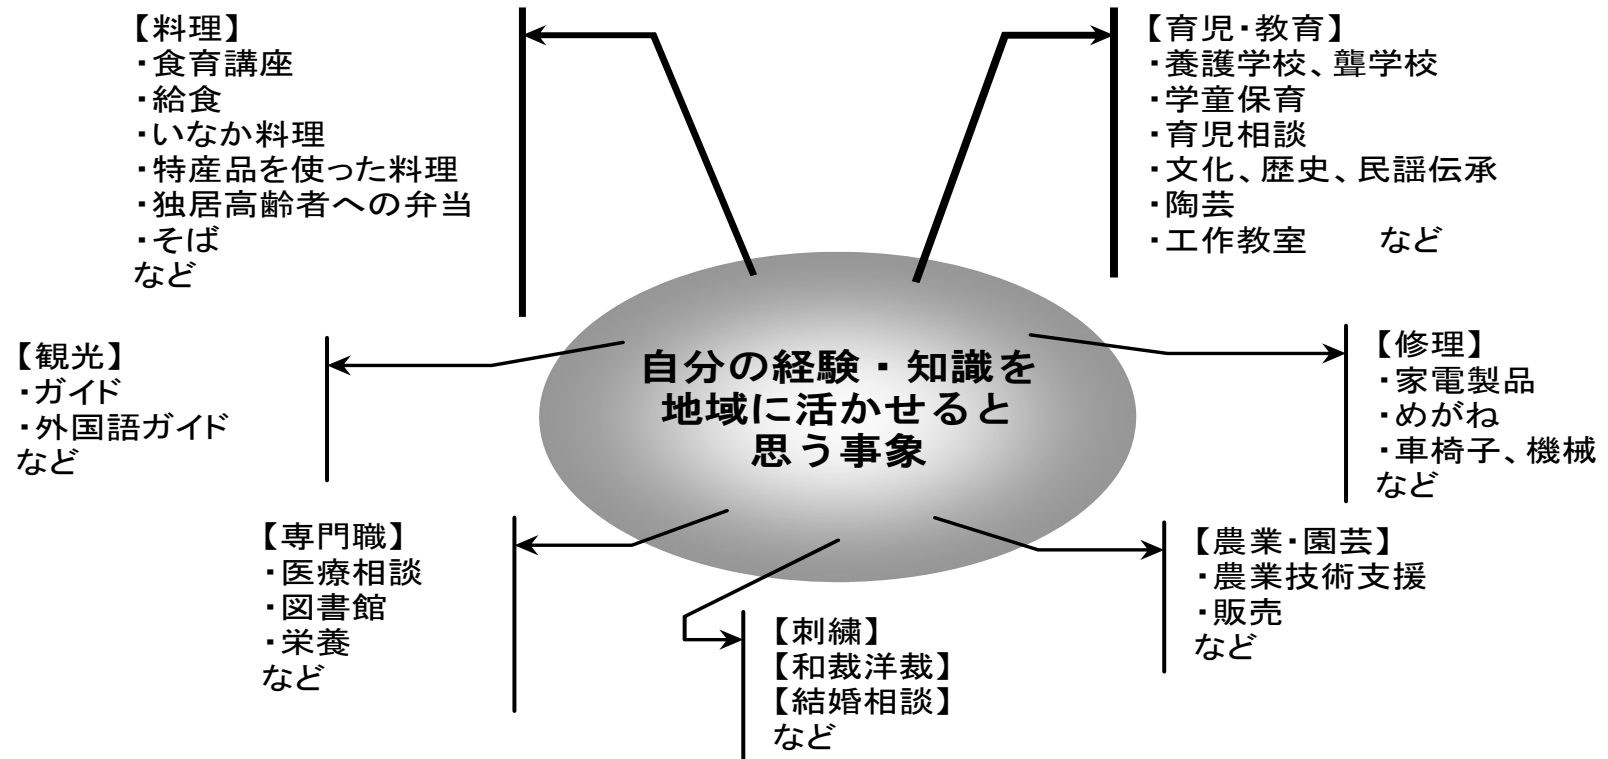 【料理】
・食育講座
・給食
・いなか料理
・特産品を使った料理
・独居高齢者への弁当
・そば
など
【育児・教育】
・養護学校、聾学校
・学童保育
・育児相談
・文化、歴史、民謡伝承
・陶芸
・工作教室　　など
【観光】
・ガイド
・外国語ガイド
など
自分の経験・知識を
地域に活かせると
思う事象
【修理】
・家電製品
・めがね
・車椅子、機械
など
【専門職】
・医療相談
・図書館
・栄養
など
【刺繍】
【和裁洋裁】
【結婚相談】
など
【農業・園芸】
・農業技術支援
・販売
など